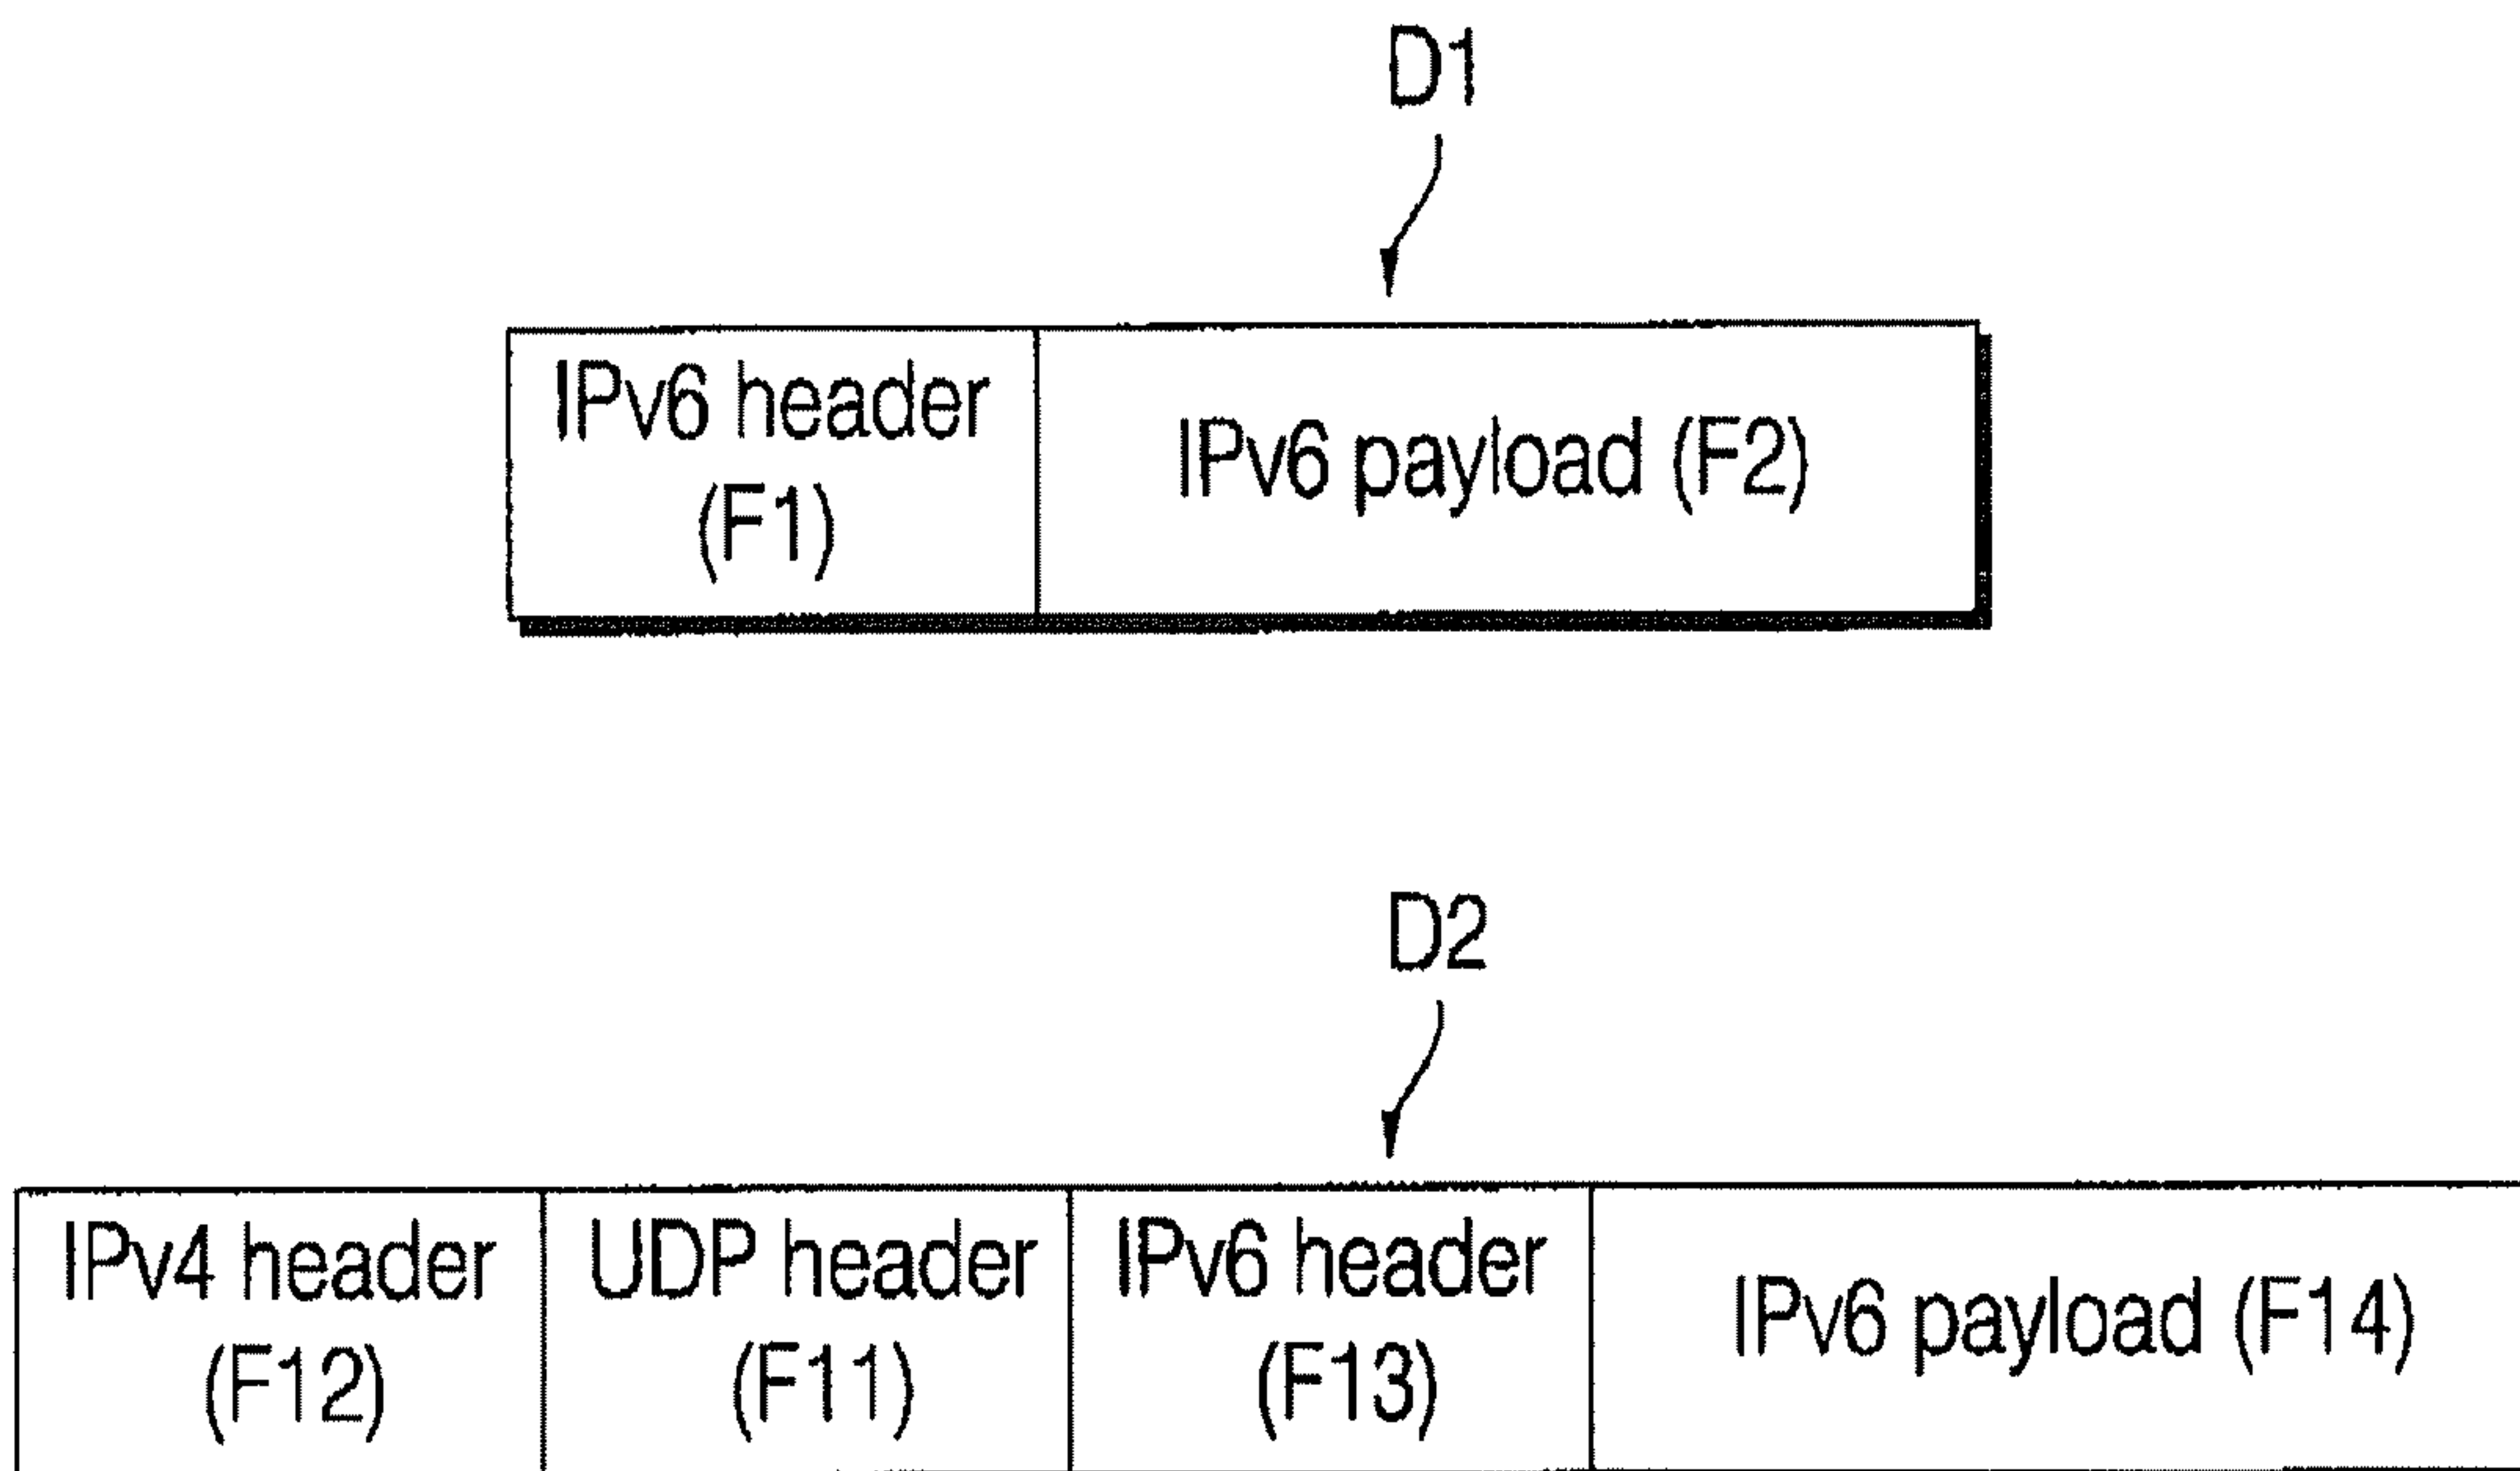 D1
IPv6 header
(F1)
IPv6 payload (F2)
D2
IPv4 header
(F12)
UDP header
(F11)
IPv6 header
(F13)
IPv6 payload (F14)